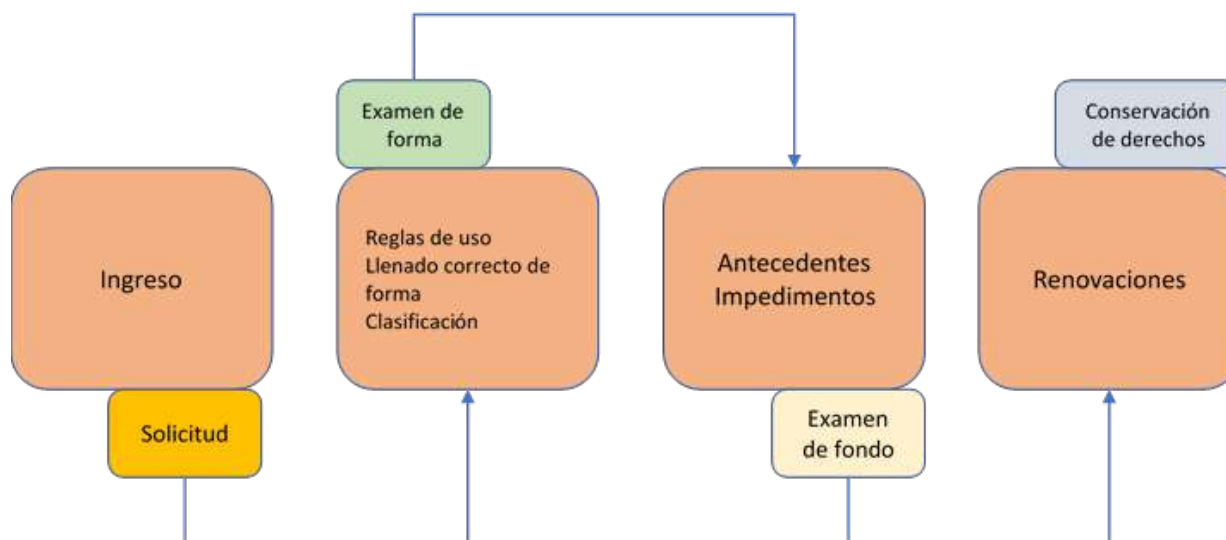 Ingreso
Solicitud
Examen de
forma
Reglas de uso
Llenado correcto de
forma
Clasificación
Antecedentes
Impedimentos
Examen
de fondo
Conservación
de derechos
Renovaciones